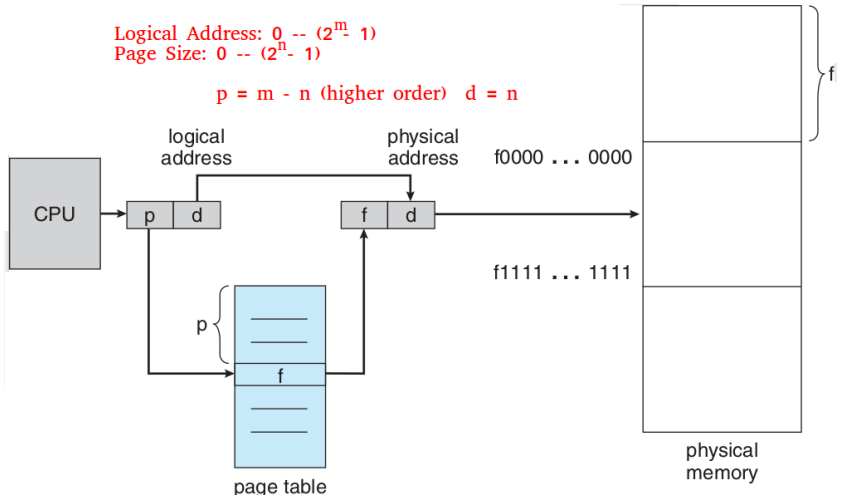 Logical Address: 0 -- (2^m- 1)
Page Size: 0 -- (2^n- 1)
p = m - n (higher order) d = n
logical
address
physical
address
f0000 ... 0000
f
CPU
p d
f d
f1111 ... 1111
p
f
page table
physical
memory